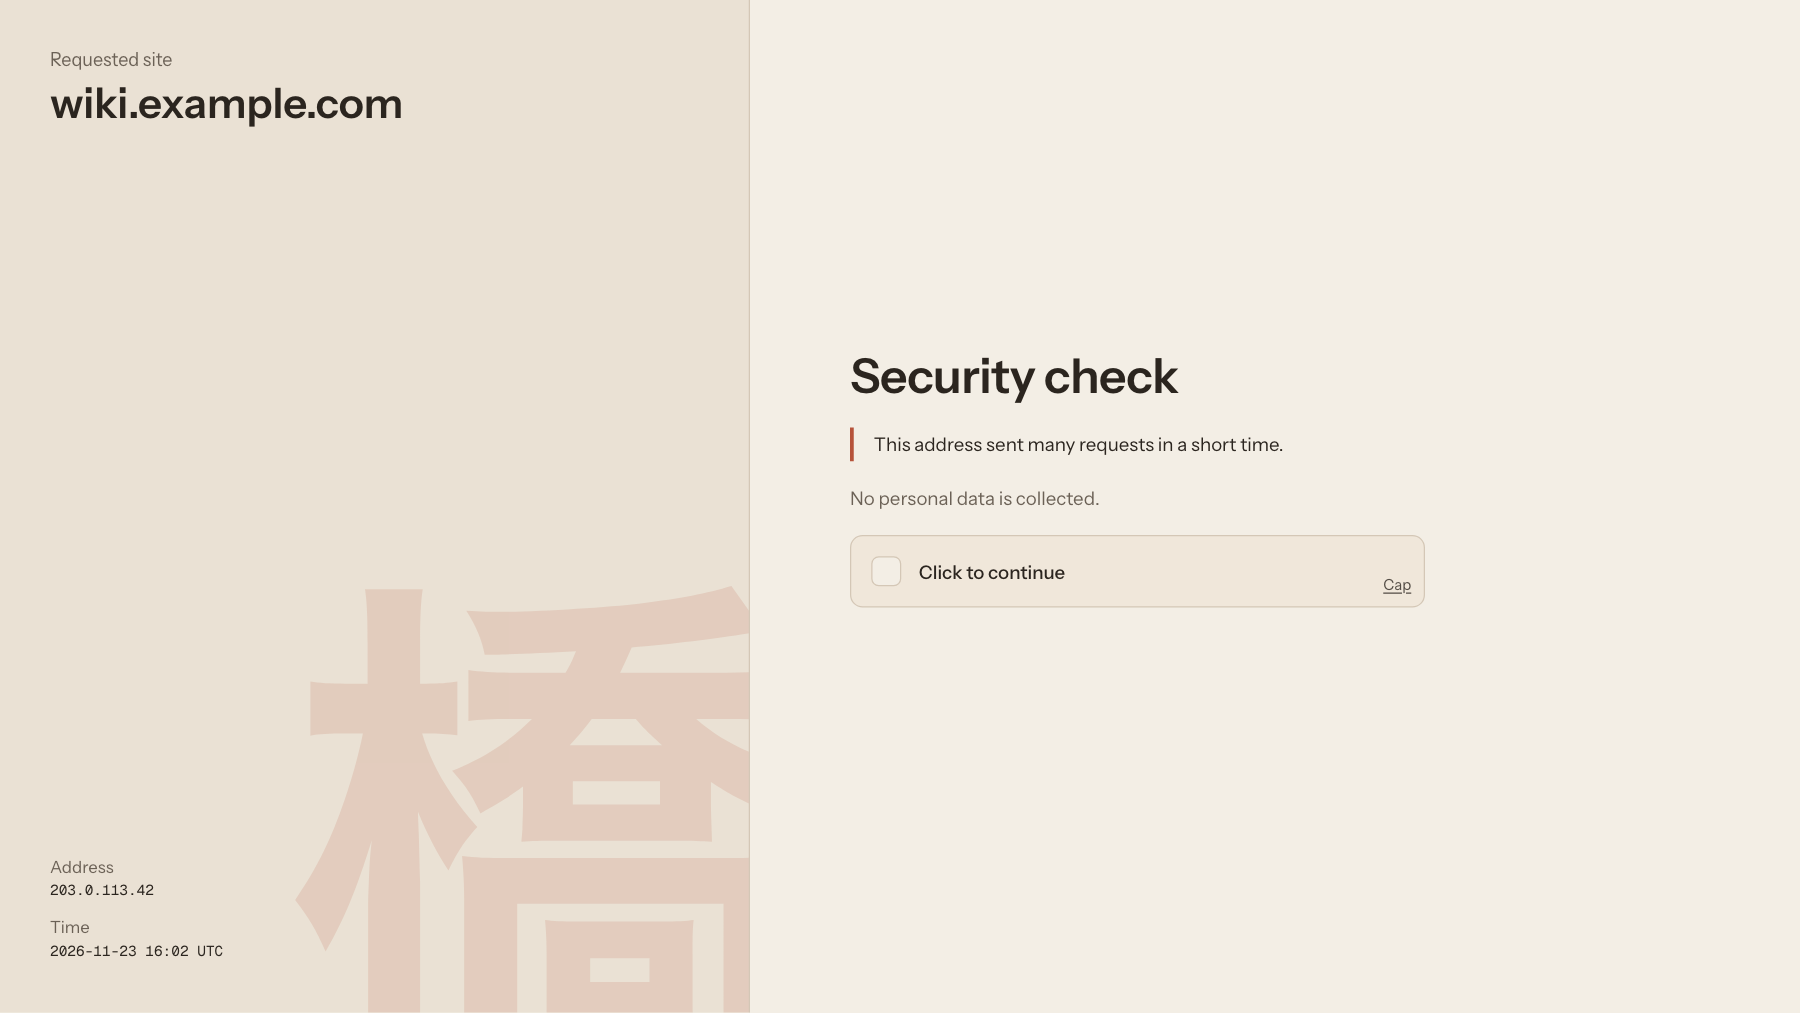 Requested site
wiki.example.com
橋
Address
203.0.113.42
Time
2026-11-23 16:02 UTC
Security check
This address sent many requests in a short time.
No personal data is collected.
Click to continue
Cap